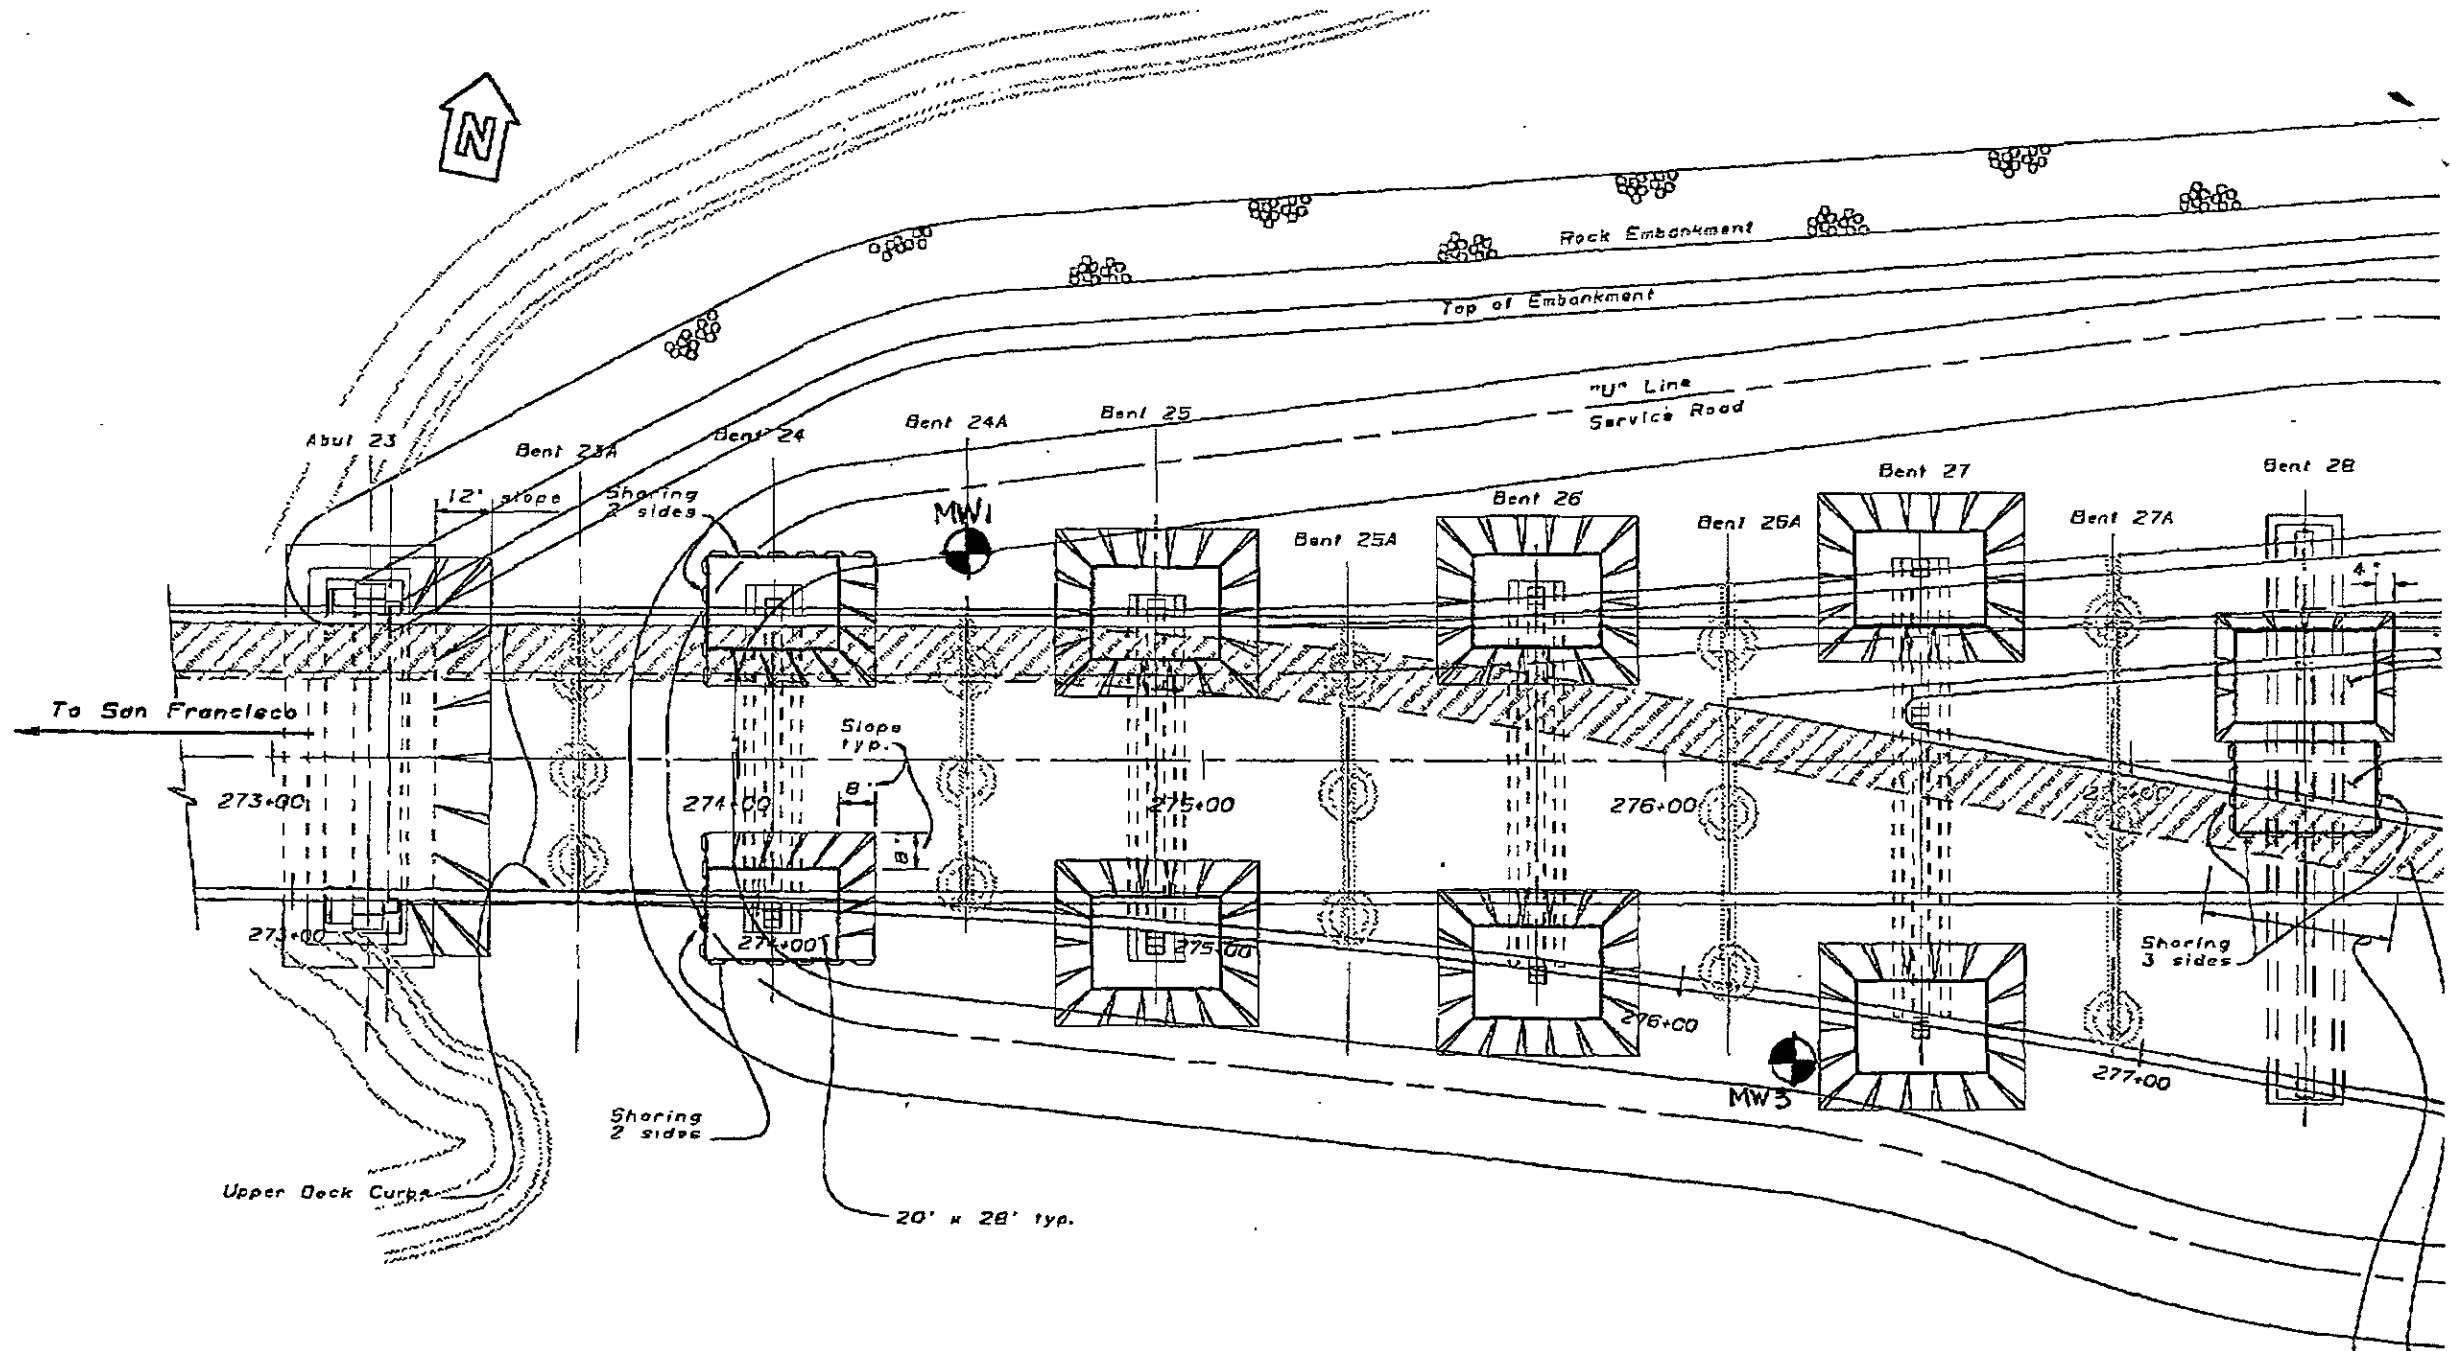 N
Rock Embankment
Top of Embankment
"U" Line
Service Road
Abut 23
Bent 23A
Bent 24
Bent 24A
Bent 25
Bent 25A
Bent 26
Bent 26A
Bent 27
Bent 27A
Bent 28
12' slope
Shoring
2 sides
MW1
4'
To San Francisco
Slope
typ.
8'
8'
273+00
274+00
275+00
276+00
273+00
274+00
275+00
276+00
277+00
Shoring
3 sides
MW3
Shoring
2 sides
Upper Deck Curbs
20' x 28' typ.